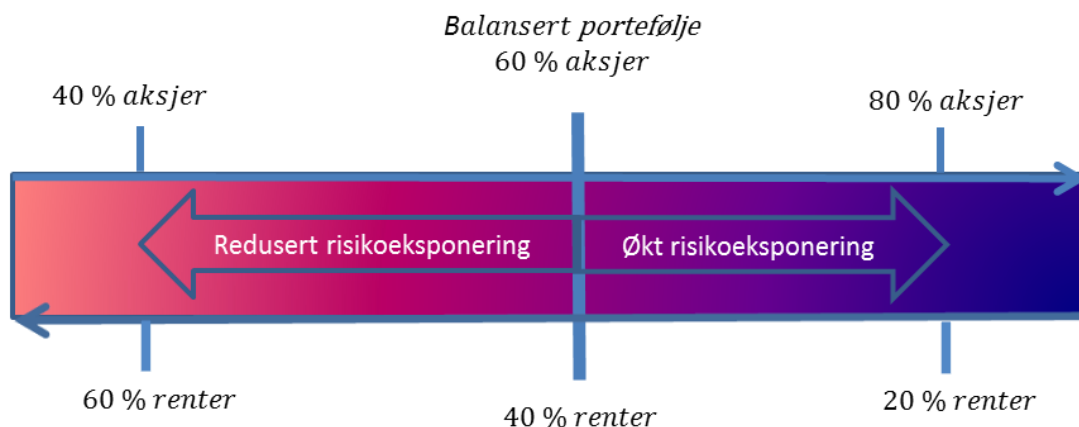 Balansert portefølje
60 % aksjer
40 % aksjer
80 % aksjer
Redusert risikoeksponering
Økt risikoeksponering
60 % renter
40 % renter
20 % renter